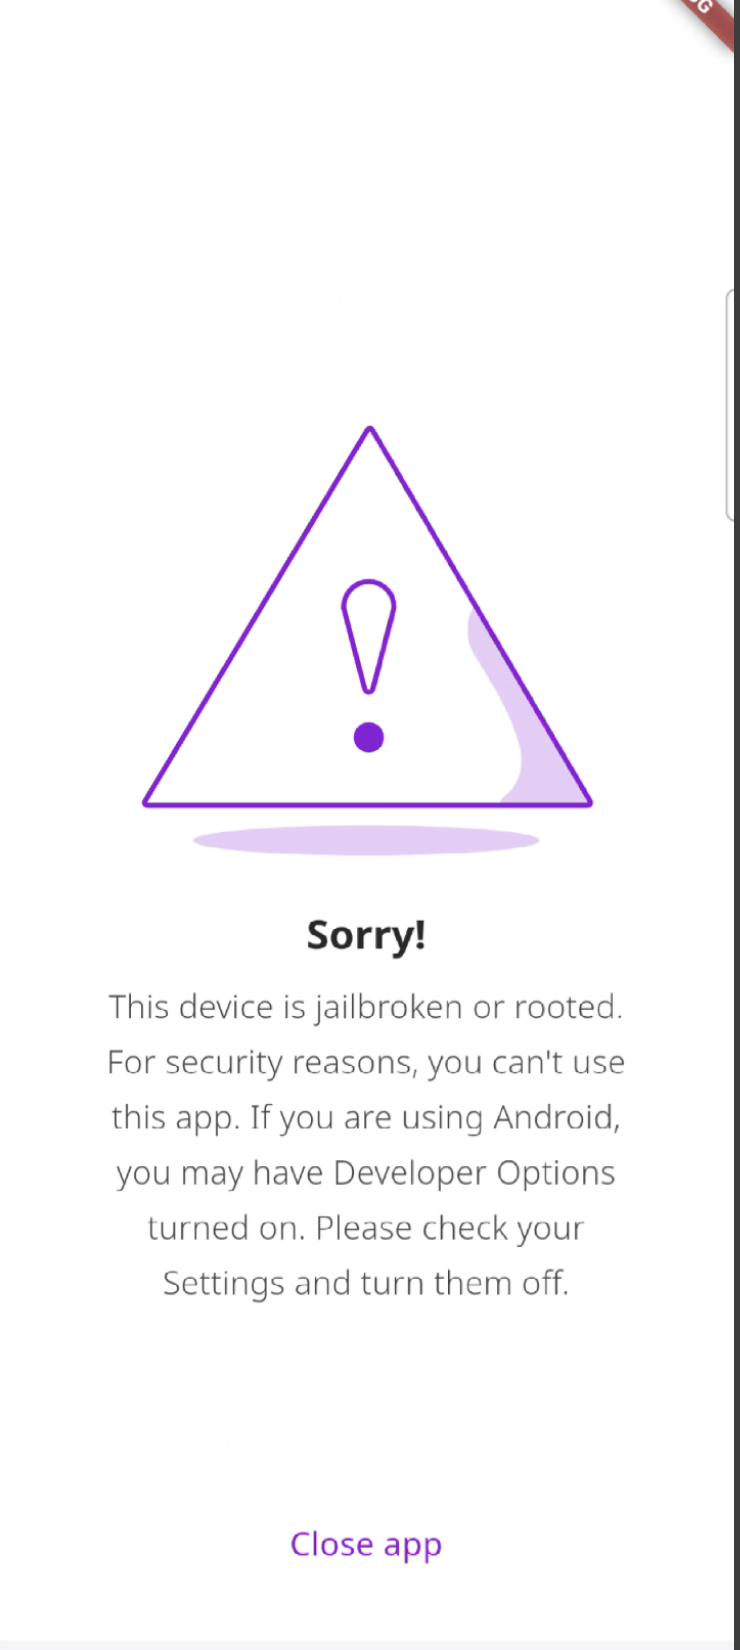 Sorry!
This device is jailbroken or rooted.
For security reasons, you can't use
this app. If you are using Android,
you may have Developer Options
turned on. Please check your
Settings and turn them off.
Close app